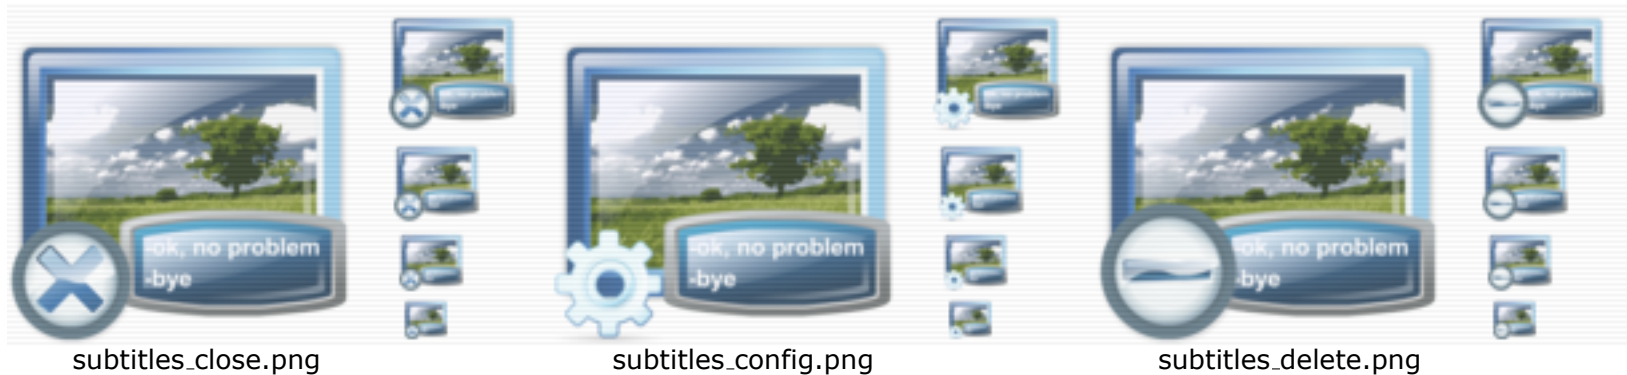 -ok, no problem
-bye
subtitles_close.png
-ok, no problem
-bye
subtitles_config.png
-ok, no problem
-bye
subtitles_delete.png